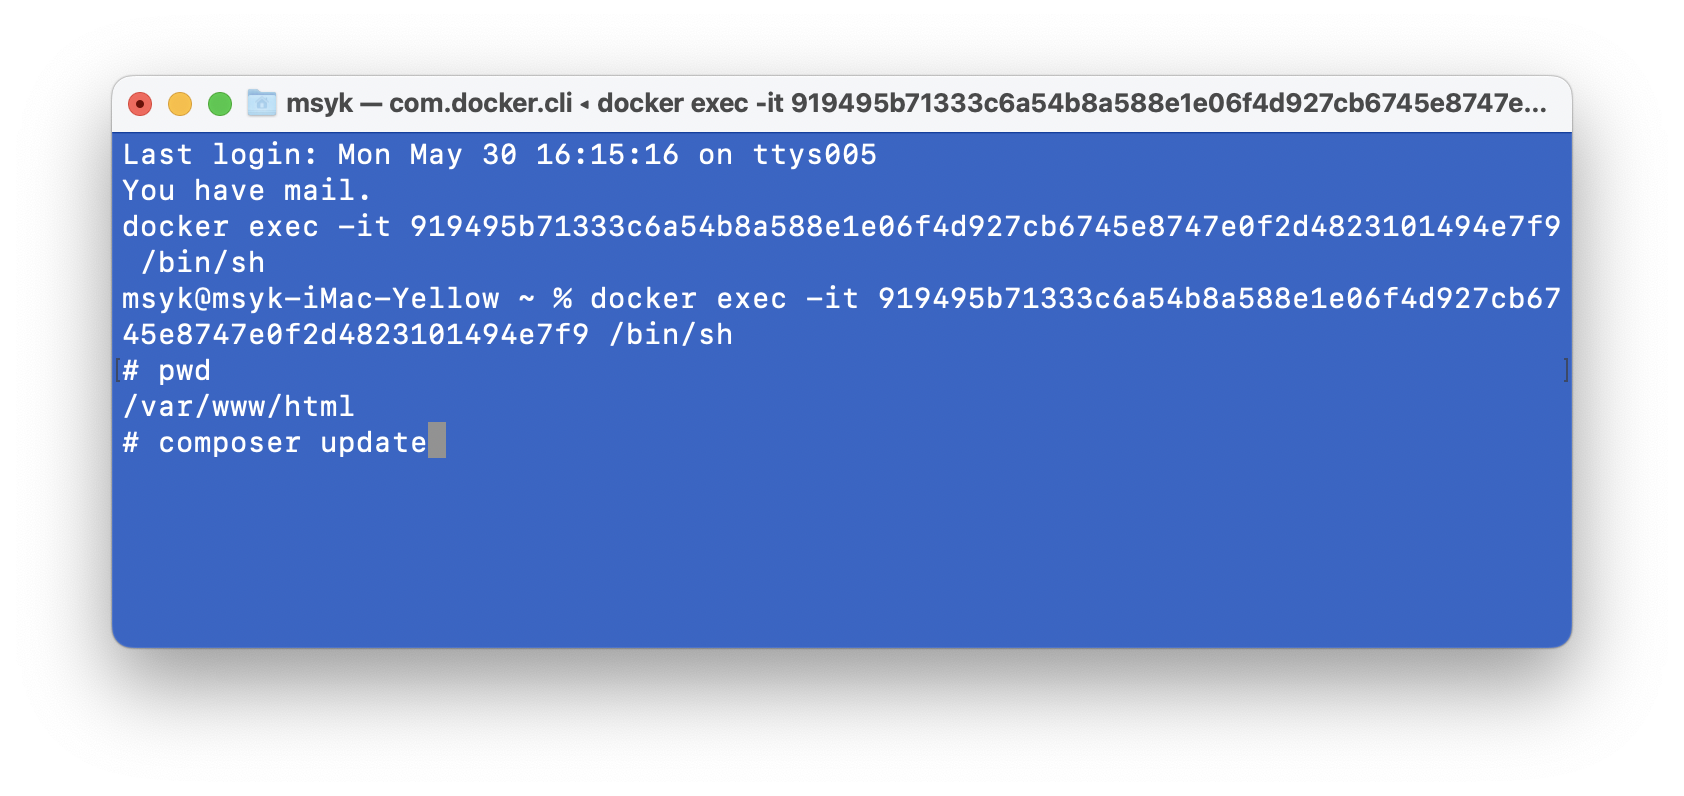 msyk — com.docker.cli ◂ docker exec -it 919495b71333c6a54b8a588e1e06f4d927cb6745e8747e...
Last login: Mon May 30 16:15:16 on ttys005
You have mail.
docker exec -it 919495b71333c6a54b8a588e1e06f4d927cb6745e8747e0f2d4823101494e7f9
 /bin/sh
msyk@msyk-iMac-Yellow ~ % docker exec -it 919495b71333c6a54b8a588e1e06f4d927cb67
45e8747e0f2d4823101494e7f9 /bin/sh
[# pwd ]
/var/www/html
# composer update